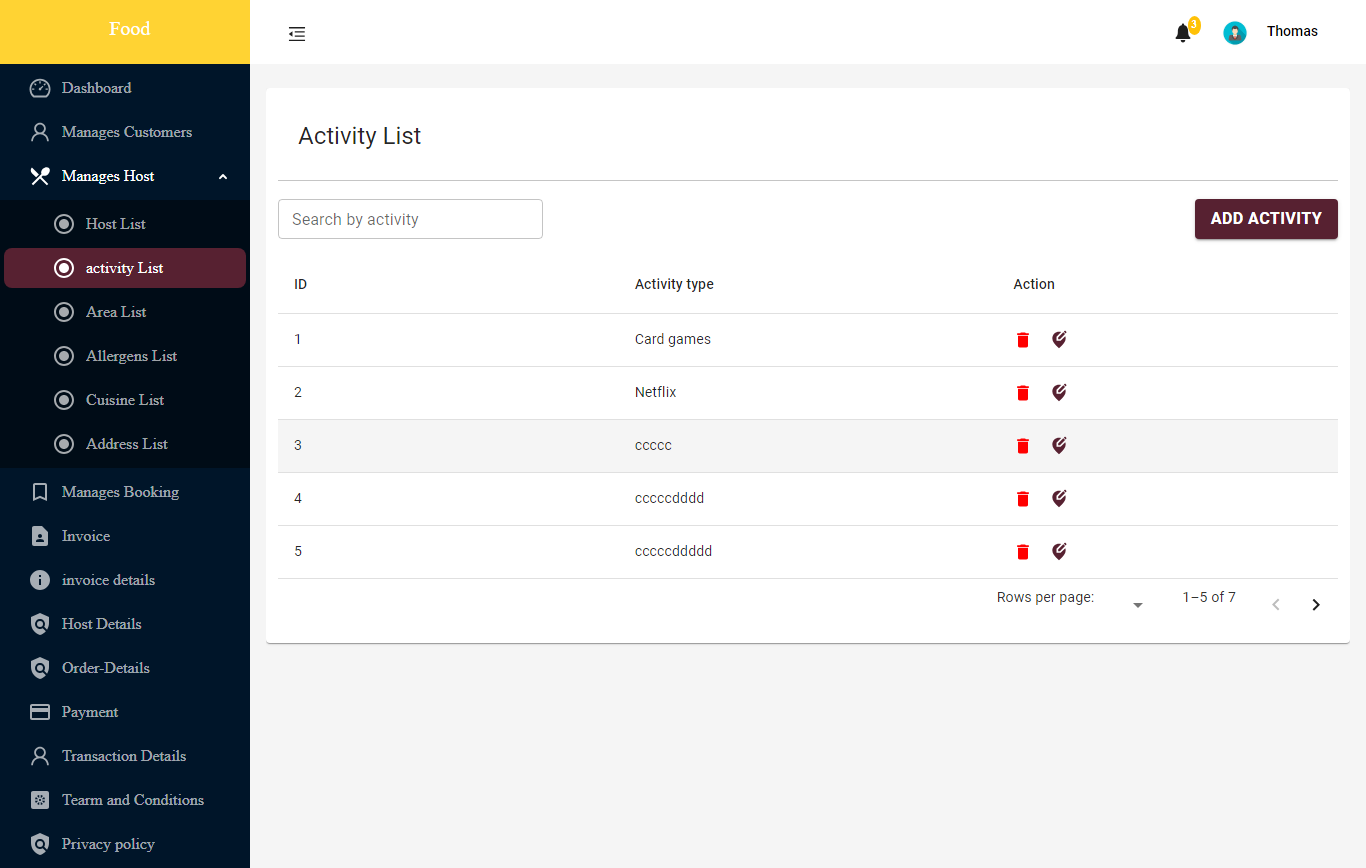 Food
3
Thomas
Dashboard
Manages Customers
Manages Host
Host List
activity List
Area List
Allergens List
Cuisine List
Address List
Manages Booking
Invoice
invoice details
Host Details
Order-Details
Payment
Transaction Details
Tearm and Conditions
Privacy policy
Activity List
Search by activity
ADD ACTIVITY
ID Activity type Action
1 Card games
2 Netflix
3 ccccc
4 cccccdddd
5 cccccddddd
Rows per page: 1–5 of 7